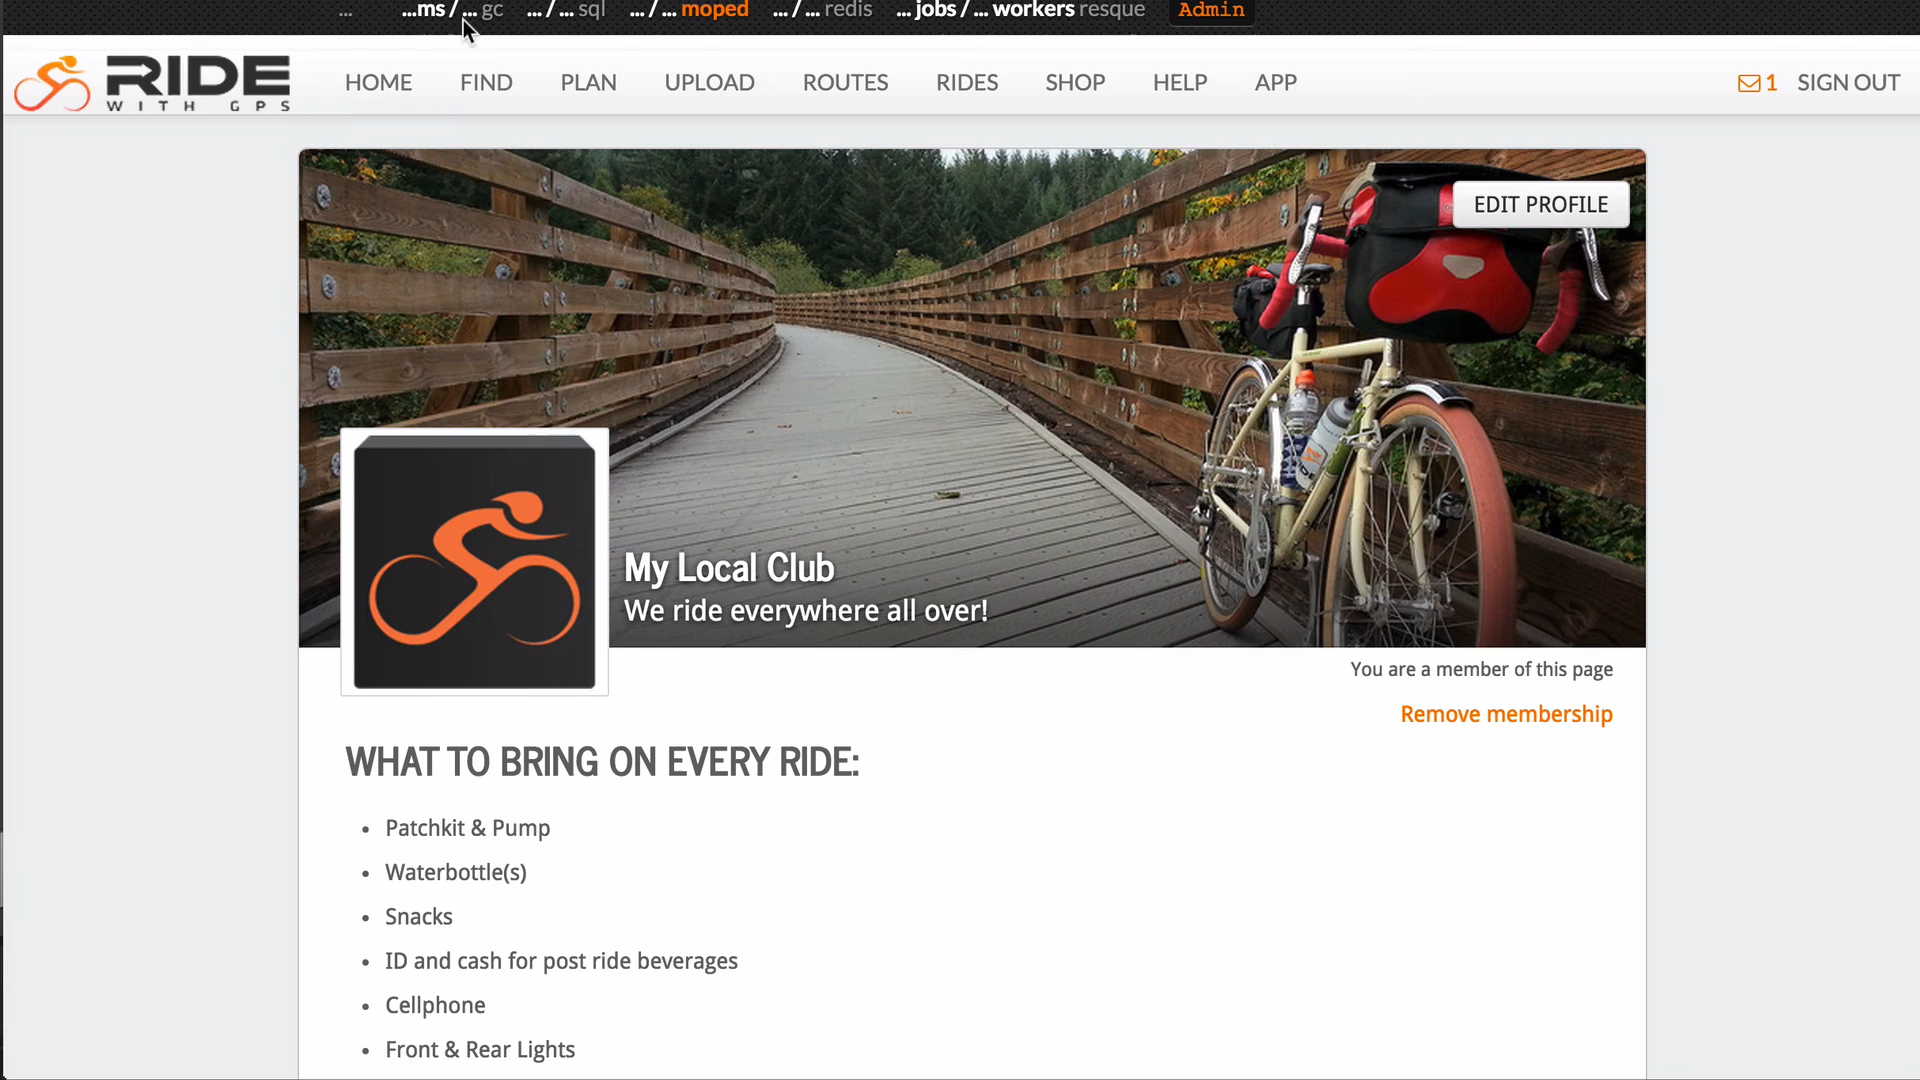 ... ...ms / ... gc ... / ... sql ... / ... moped ... / ... redis ... jobs / ... workers resque Admin
RIDE
WITH GPS
HOME FIND PLAN UPLOAD ROUTES RIDES SHOP HELP APP
1 SIGN OUT
EDIT PROFILE
My Local Club
We ride everywhere all over!
You are a member of this page
Remove membership
WHAT TO BRING ON EVERY RIDE:
• Patchkit & Pump
• Waterbottle(s)
• Snacks
• ID and cash for post ride beverages
• Cellphone
• Front & Rear Lights